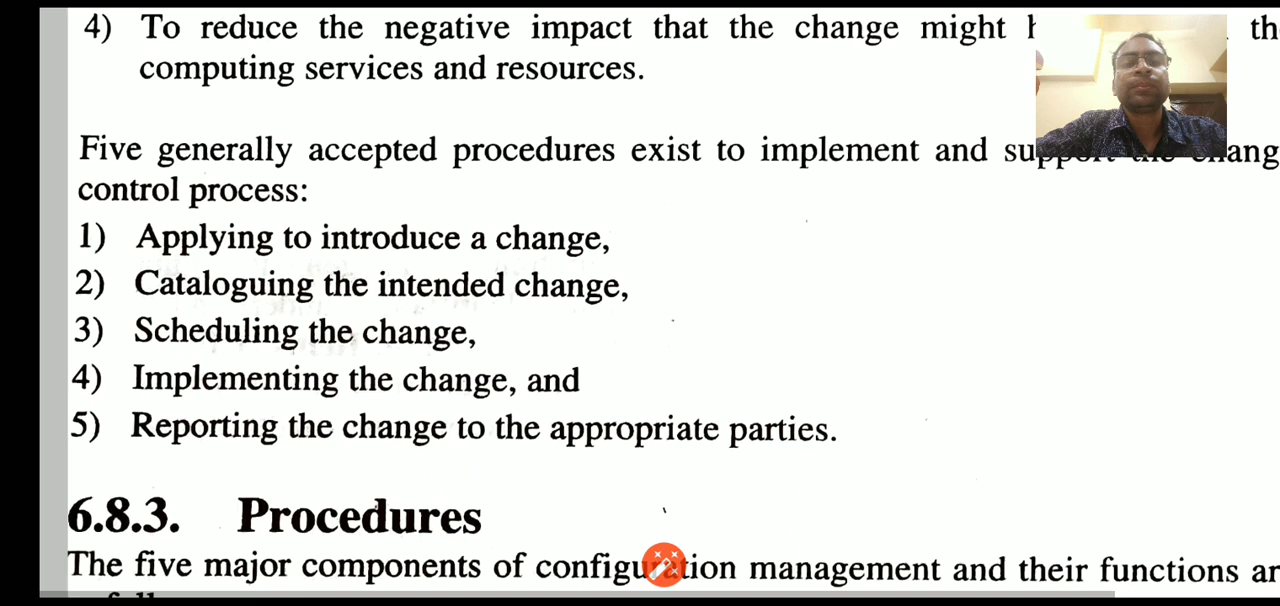 4) To reduce the negative impact that the change might
computing services and resources.
Five generally accepted procedures exist to implement and
control process:
1) Applying to introduce a change,
2) Cataloguing the intended change,
3) Scheduling the change,
4) Implementing the change, and
5) Reporting the change to the appropriate parties.
6.8.3. Procedures
The five major components of management and their functions